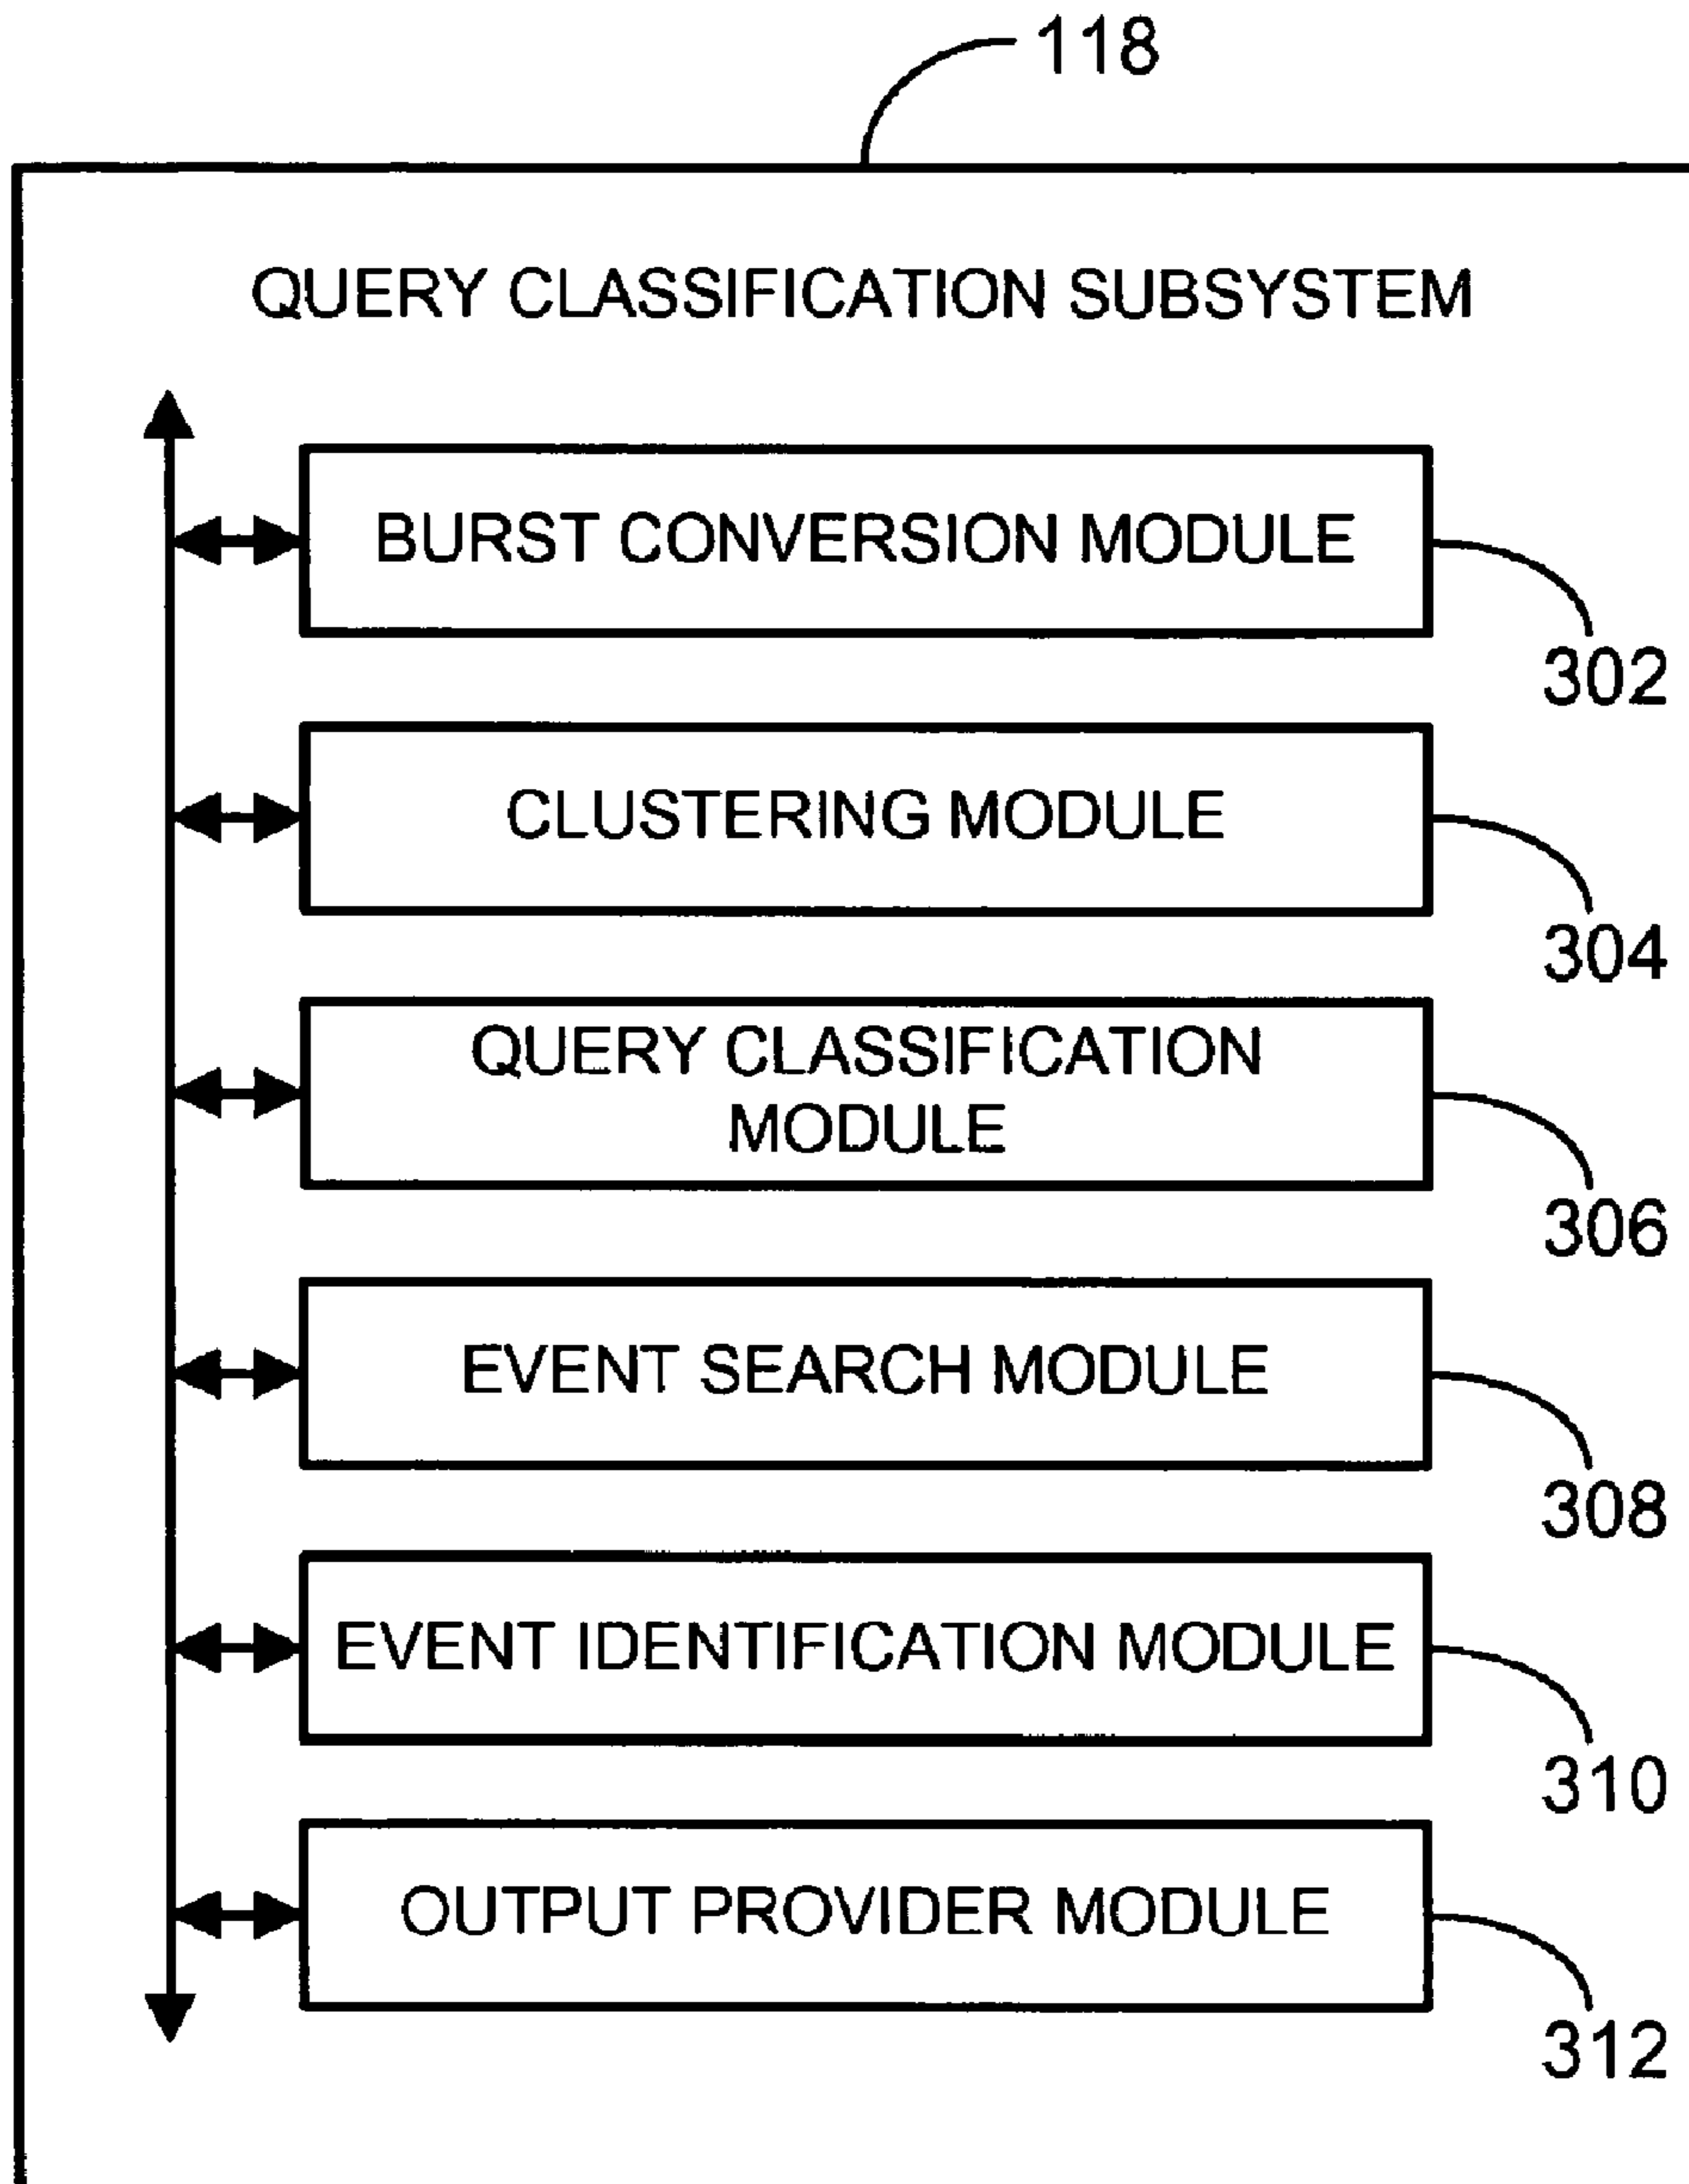 118
QUERY CLASSIFICATION SUBSYSTEM
BURST CONVERSION MODULE
302
CLUSTERING MODULE
304
QUERY CLASSIFICATION
MODULE
306
EVENT SEARCH MODULE
308
EVENT IDENTIFICATION MODULE
310
OUTPUT PROVIDER MODULE
312